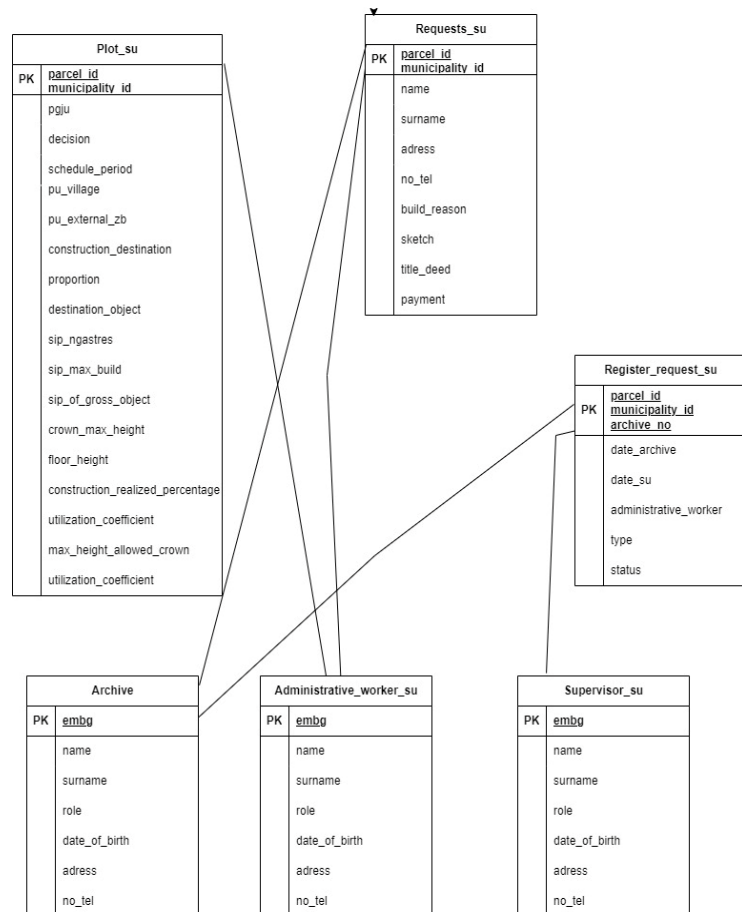 Plot_su
PK
parcel_id
municipality_id
pgju
decision
schedule_period
pu_village
pu_external_zb
construction_destination
proportion
destination_object
sip_ngastres
sip_max_build
sip_of_gross_object
crown_max_height
floor_height
construction_realized_percentage
utilization_coefficient
max_height_allowed_crown
utilization_coefficient
Requests_su
PK
parcel_id
municipality_id
name
surname
adress
no_tel
build_reason
sketch
title_deed
payment
Register_request_su
PK
parcel_id
municipality_id
archive_no
date_archive
date_su
administrative_worker
type
status
Archive
PK embg
name
surname
role
date_of_birth
adress
no_tel
Administrative_worker_su
PK embg
name
surname
role
date_of_birth
adress
no_tel
Supervisor_su
PK embg
name
surname
role
date_of_birth
adress
no_tel